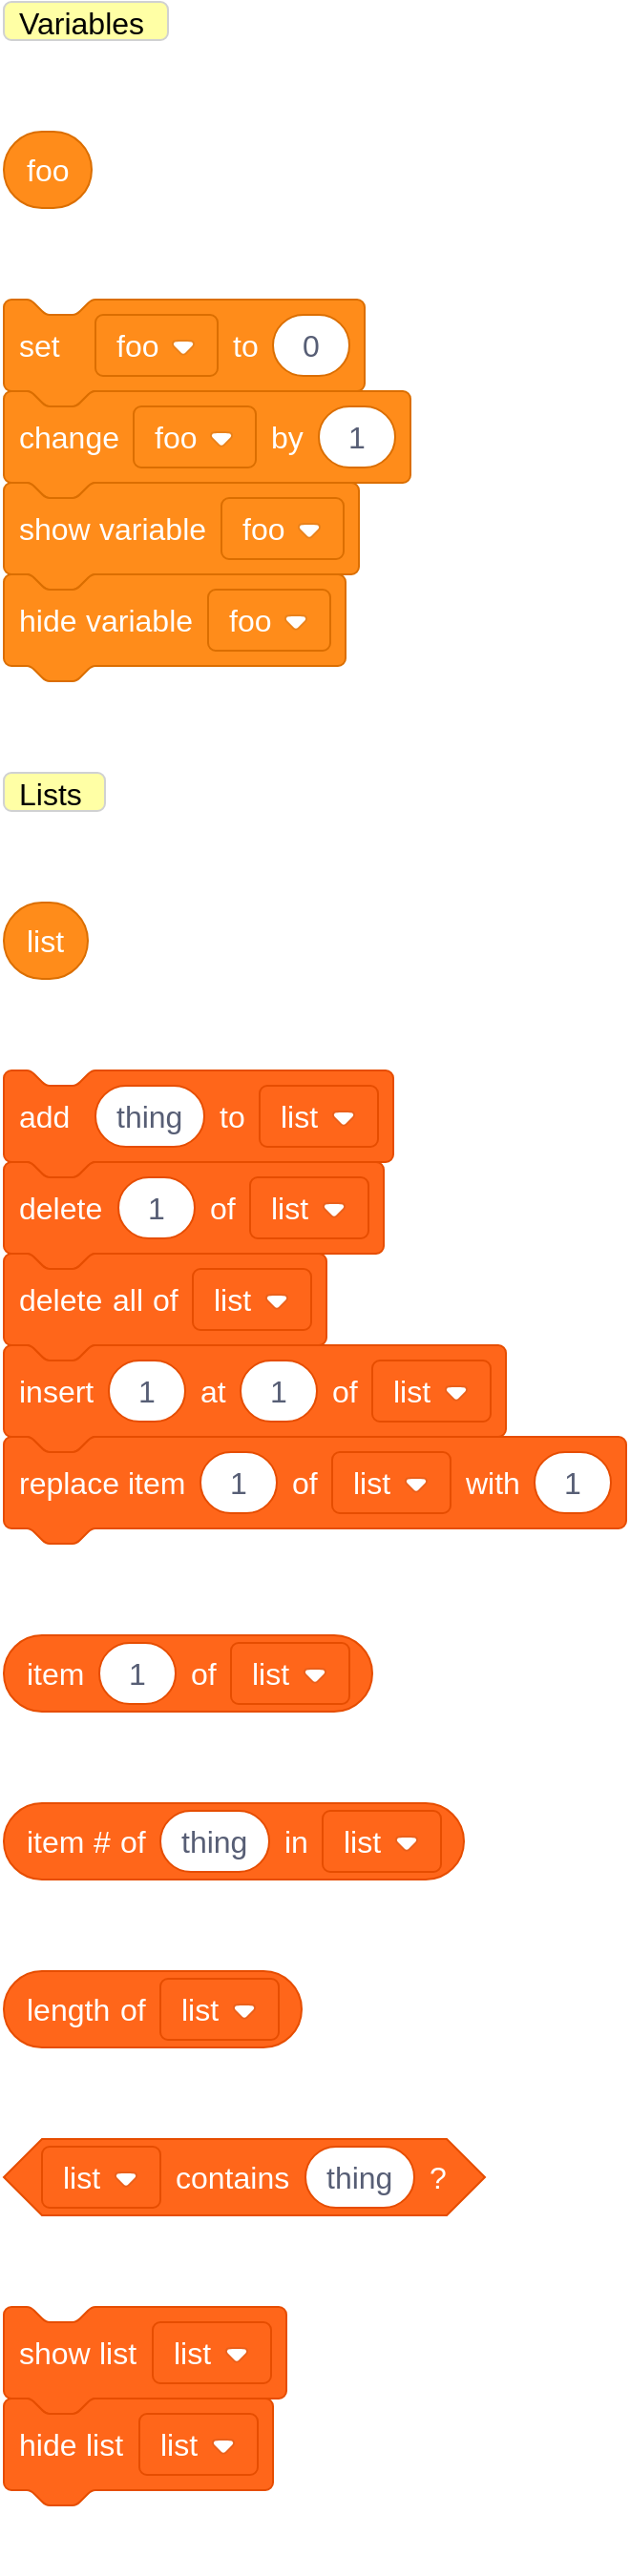 Variables
foo
set foo to 0
change foo by 1
show variable foo
hide variable foo
Lists
list
add thing to list
delete 1 of list
delete all of list
insert 1 at 1 of list
replace item 1 of list with 1
item 1 of list
item # of thing in list
length of list
list contains thing ?
show list list
hide list list